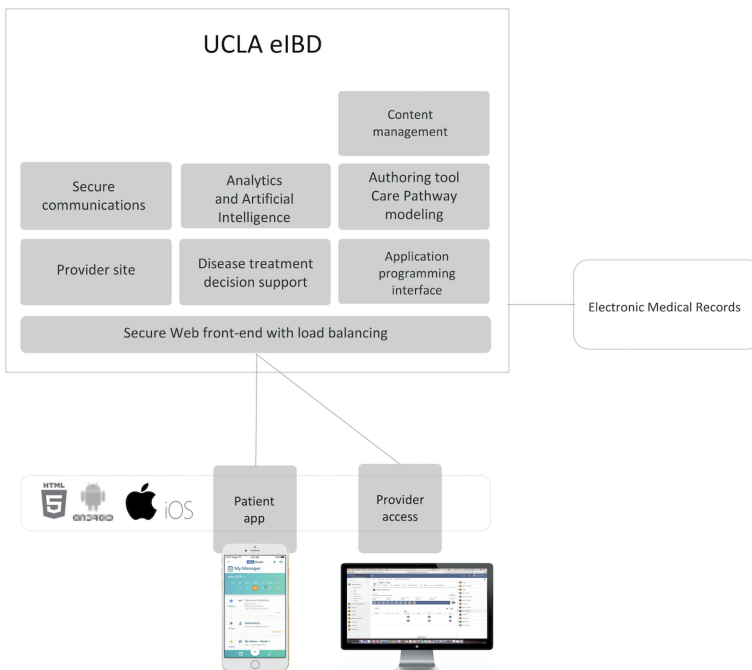 UCLA eIBD
Content
management
Secure
communications
Analytics
and Artificial
Intelligence
Authoring tool
Care Pathway
modeling
Provider site
Disease treatment
decision support
Application
programming
interface
Secure Web front-end with load balancing
Electronic Medical Records
HTML
5
ANDROID
iOS
Patient
app
Provider
access
My Manager